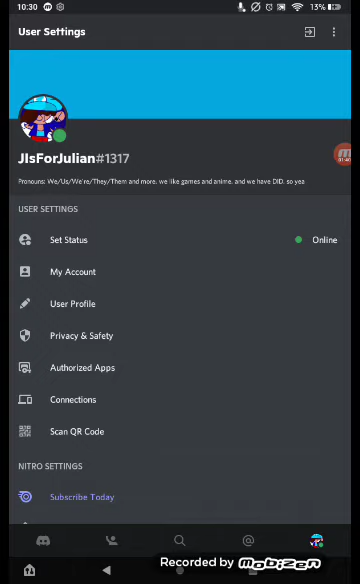 10:30
13%
User Settings
JIsForJulian#1317
Pronouns: We/Us/We're/They/Them and more. we like games and anime. and we have DID. so yea
USER SETTINGS
Set Status
Online
My Account
User Profile
Privacy & Safety
Authorized Apps
Connections
Scan QR Code
NITRO SETTINGS
Subscribe Today
Recorded by Mobizen